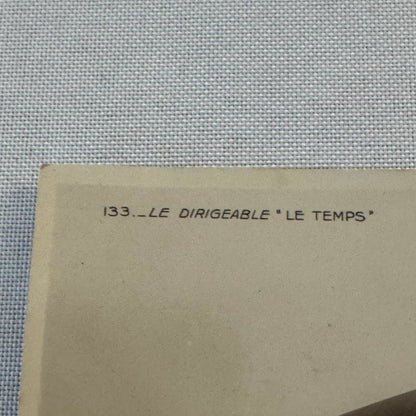 133._LE DIRIGEABLE "LE TEMPS"